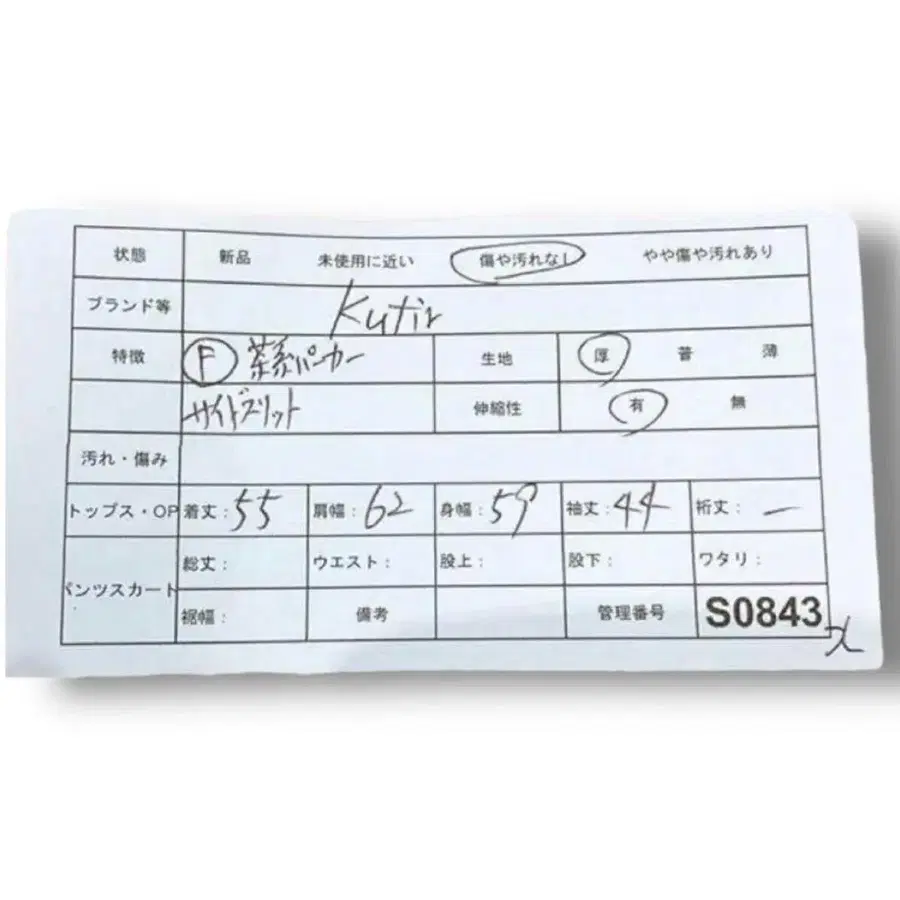 状態 新品 未使用に近い 傷や汚れなし やや傷や汚れあり
ブランド等 Kutir
特徴 F 茶系パーカー 生地 厚 普 薄
サイドスリット 伸縮性 有 無
汚れ・傷み
トップス・OP 着丈:55 肩幅:62 身幅:59 袖丈:44 裄丈:ー
パンツスカート 総丈: ウエスト: 股上: 股下: ワタリ:
裾幅: 備考 管理番号 S0843